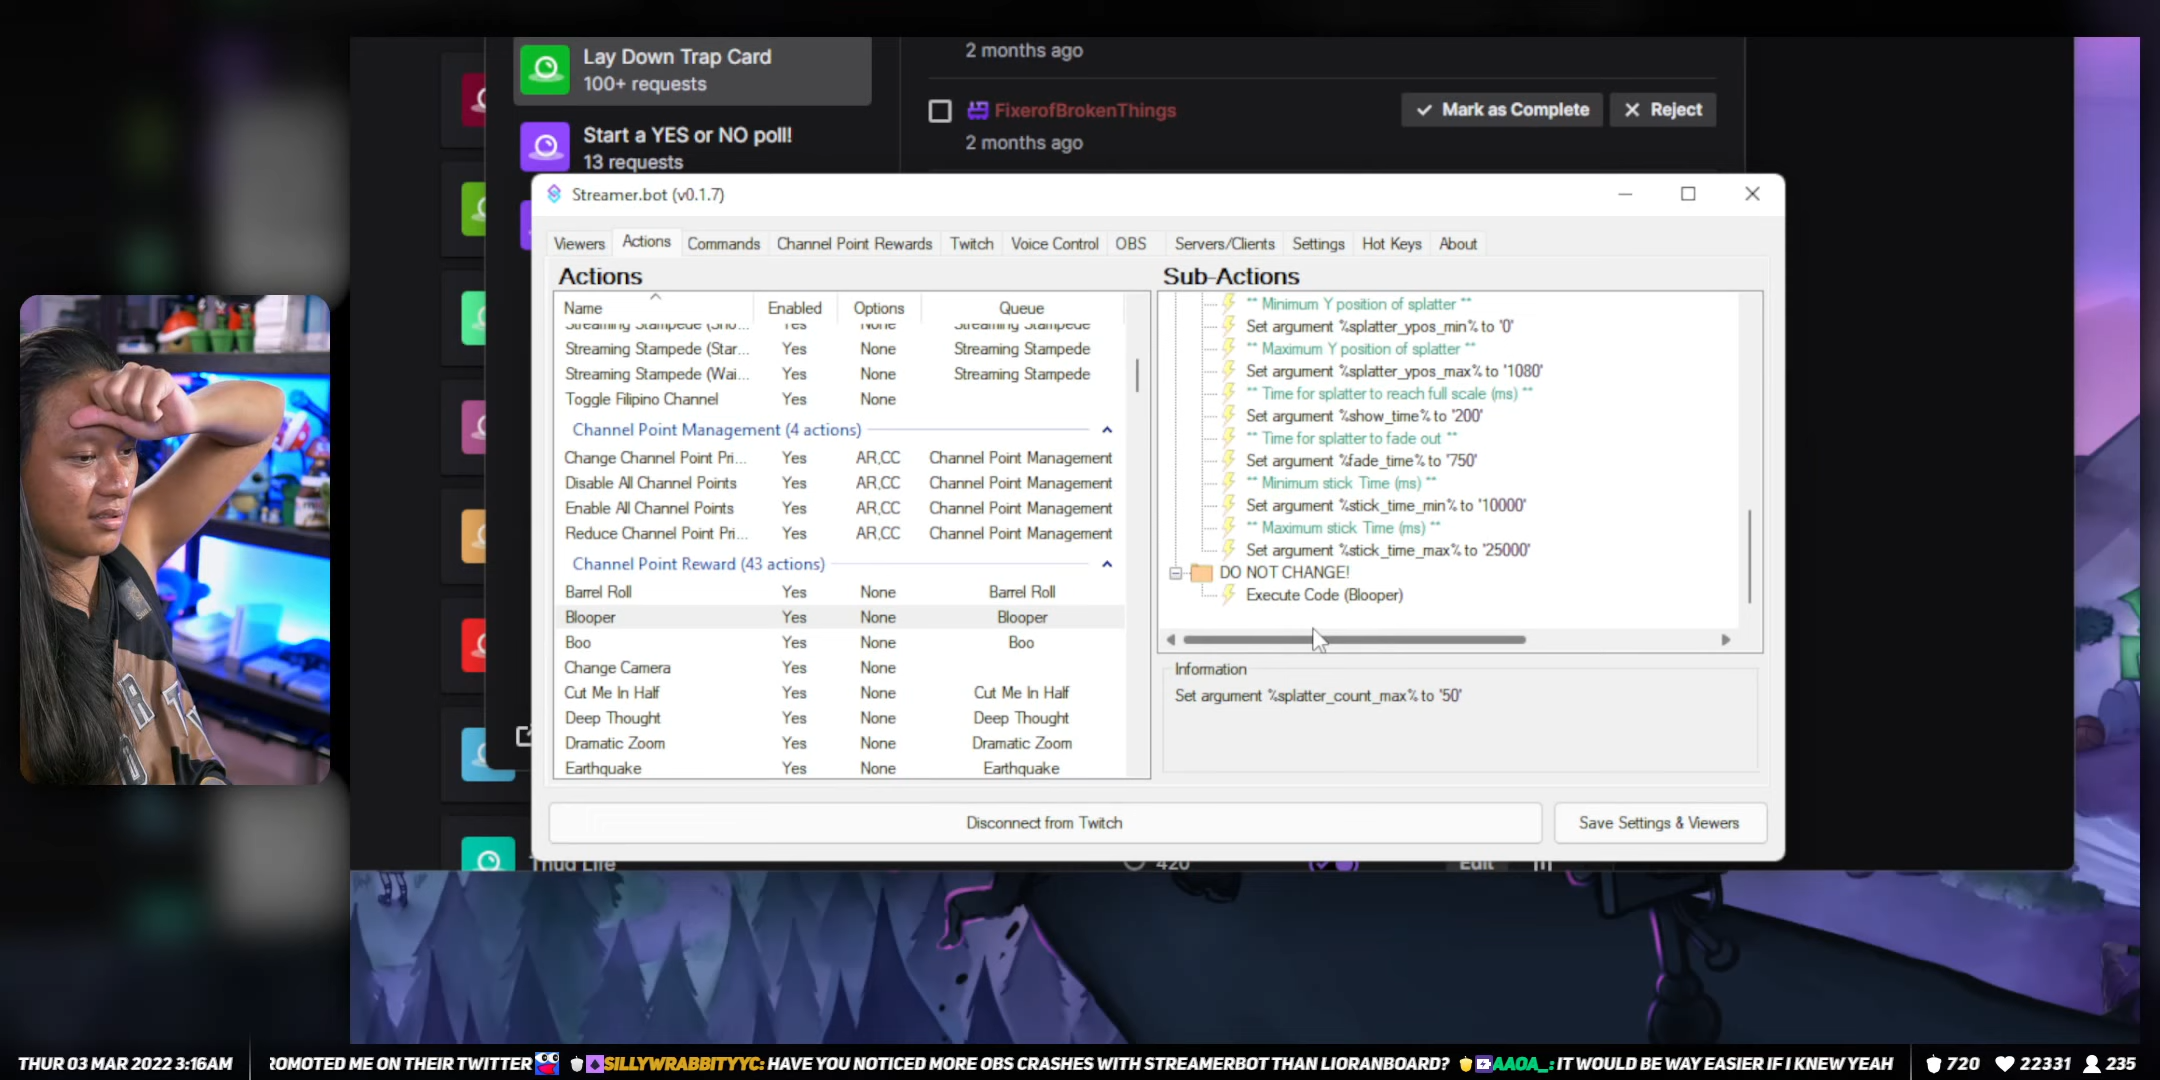 Lay Down Trap Card
100+ requests
Start a YES or NO poll!
13 requests
2 months ago
FixerofBrokenThings
Mark as Complete
Reject
2 months ago
Streamer.bot (v0.1.7)
Viewers Actions Commands Channel Point Rewards Twitch Voice Control OBS Servers/Clients Settings Hot Keys About
Actions
Name Enabled Options Queue
Streaming Stampede (Sho... Yes None Streaming Stampede
Streaming Stampede (Star... Yes None Streaming Stampede
Streaming Stampede (Wai... Yes None Streaming Stampede
Toggle Filipino Channel Yes None
Channel Point Management (4 actions)
Change Channel Point Pri... Yes AR,CC Channel Point Management
Disable All Channel Points Yes AR,CC Channel Point Management
Enable All Channel Points Yes AR,CC Channel Point Management
Reduce Channel Point Pri... Yes AR,CC Channel Point Management
Channel Point Reward (43 actions)
Barrel Roll Yes None Barrel Roll
Blooper Yes None Blooper
Boo Yes None Boo
Change Camera Yes None
Cut Me In Half Yes None Cut Me In Half
Deep Thought Yes None Deep Thought
Dramatic Zoom Yes None Dramatic Zoom
Earthquake Yes None Earthquake
Sub-Actions
** Minimum Y position of splatter **
Set argument %splatter_ypos_min% to '0'
** Maximum Y position of splatter **
Set argument %splatter_ypos_max% to '1080'
** Time for splatter to reach full scale (ms) **
Set argument %show_time% to '200'
** Time for splatter to fade out **
Set argument %fade_time% to '750'
** Minimum stick Time (ms) **
Set argument %stick_time_min% to '10000'
** Maximum stick Time (ms) **
Set argument %stick_time_max% to '25000'
DO NOT CHANGE!
Execute Code (Blooper)
Information
Set argument %splatter_count_max% to '50'
Disconnect from Twitch
Save Settings & Viewers
Thug Life 420 Edit
THUR 03 MAR 2022 3:16AM
ROMOTED ME ON THEIR TWITTER SILLYWRABBITYYC: HAVE YOU NOTICED MORE OBS CRASHES WITH STREAMERBOT THAN LIORANBOARD? AAOA_: IT WOULD BE WAY EASIER IF I KNEW YEAH
720 22331 235